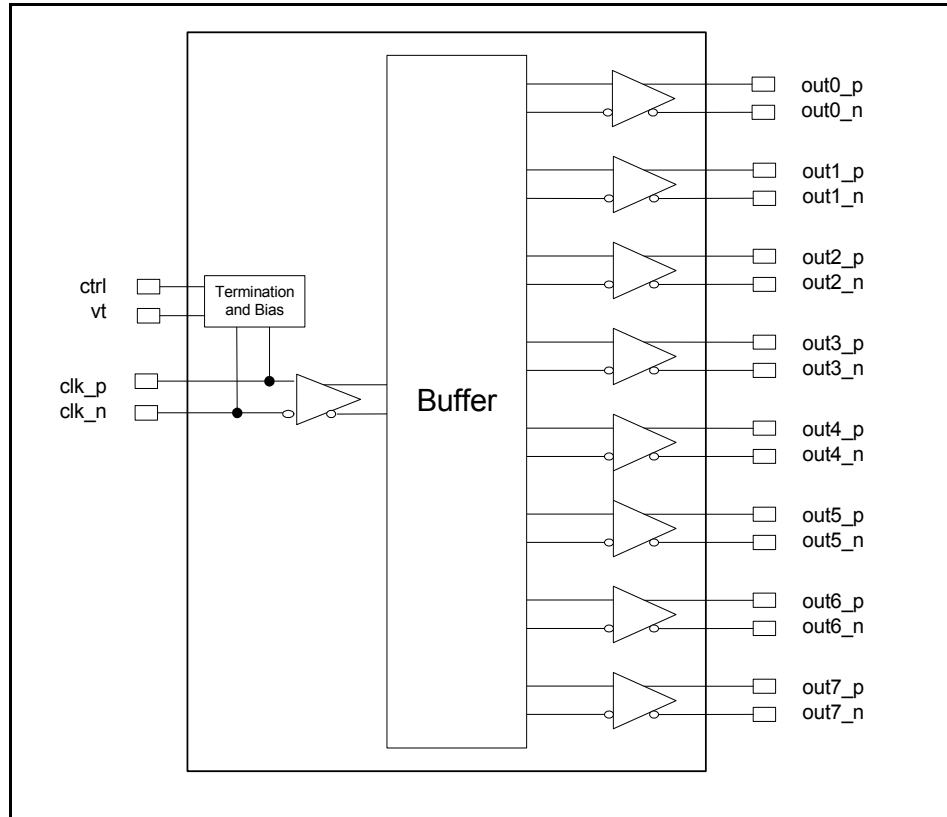 ctrl
vt
clk_p
clk_n
Termination
and Bias
Buffer
out0_p
out0_n
out1_p
out1_n
out2_p
out2_n
out3_p
out3_n
out4_p
out4_n
out5_p
out5_n
out6_p
out6_n
out7_p
out7_n